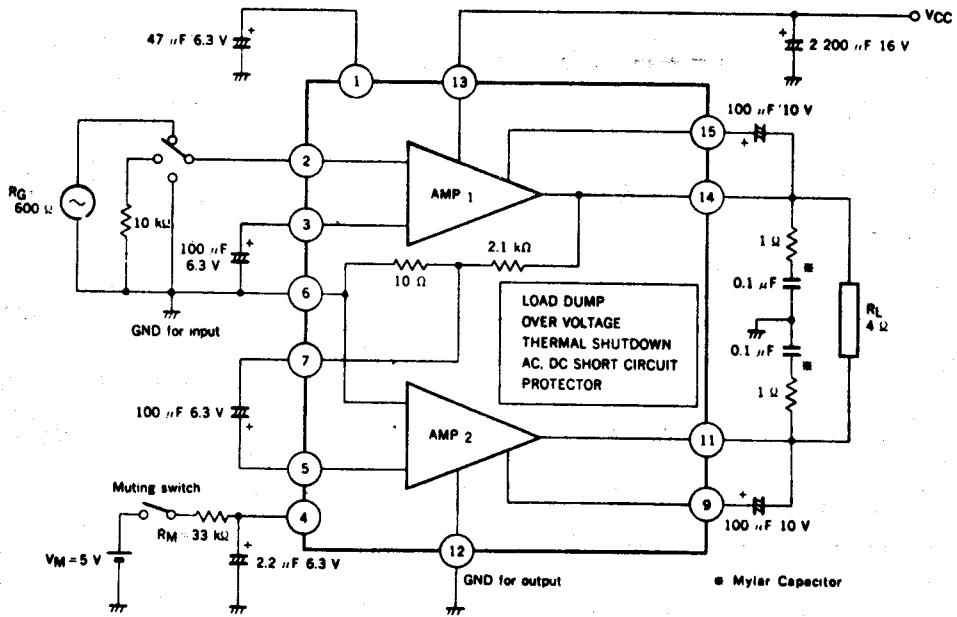 47 μF 6.3 V
+
VCC
+
2 200 μF 16 V
1
13
100 μF 10 V
+
15
2
AMP 1
14
RG =
600 Ω
10 kΩ
3
100 μF
6.3 V
+
2.1 kΩ
10 Ω
1 Ω
※
0.1 μF
6
GND for input
LOAD DUMP
OVER VOLTAGE
THERMAL SHUTDOWN
AC, DC SHORT CIRCUIT
PROTECTOR
RL
4 Ω
7
0.1 μF
※
1 Ω
100 μF 6.3 V
+
AMP 2
11
5
Muting switch
4
9
+
100 μF 10 V
RM = 33 kΩ
+
VM = 5 V
2.2 μF 6.3 V
12
GND for output
※ Mylar Capacitor